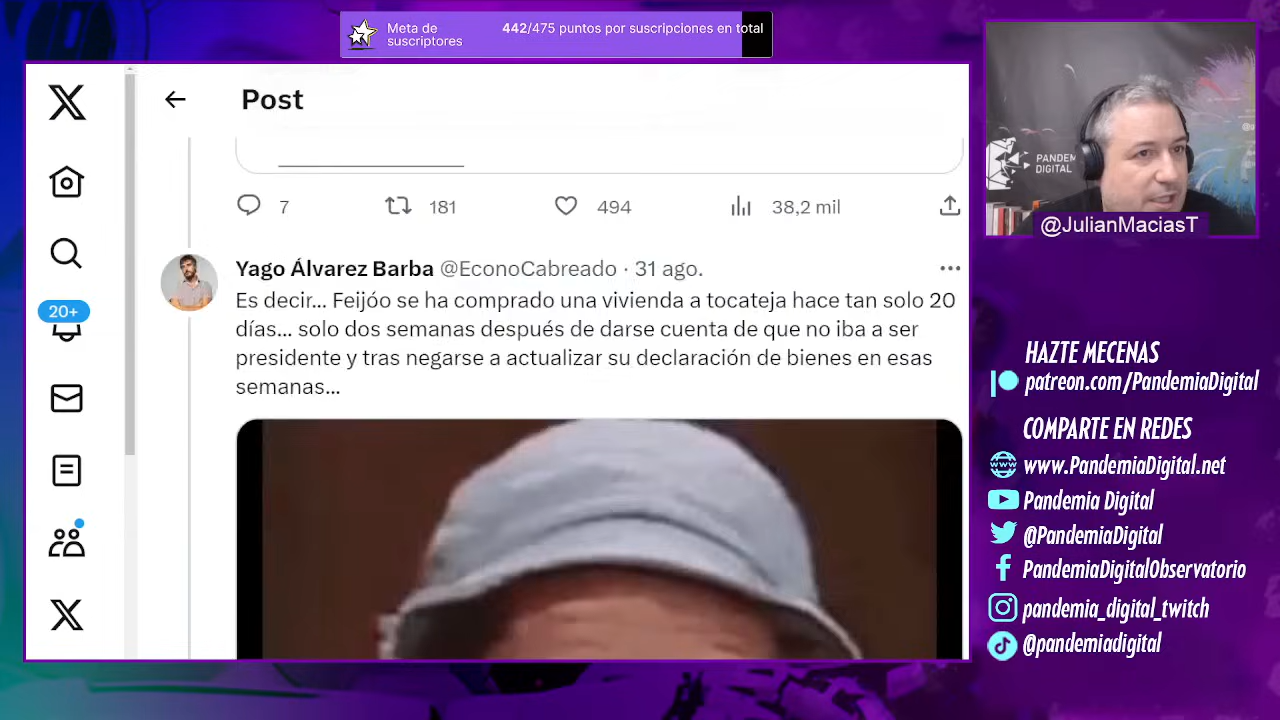 Meta de
suscriptores
442/475 puntos por suscripciones en total
Post
7
181
494
38,2 mil
Yago Álvarez Barba @EconoCabreado · 31 ago.
Es decir... Feijóo se ha comprado una vivienda a tocateja hace tan solo 20
días... solo dos semanas después de darse cuenta de que no iba a ser
presidente y tras negarse a actualizar su declaración de bienes en esas
semanas...
20+
PANDEM
DIGITAL
@JulianMaciasT
HAZTE MECENAS
patreon.com/PandemiaDigital
COMPARTE EN REDES
www.PandemiaDigital.net
Pandemia Digital
@PandemiaDigital
PandemiaDigitalObservatorio
pandemia_digital_twitch
@pandemiadigital